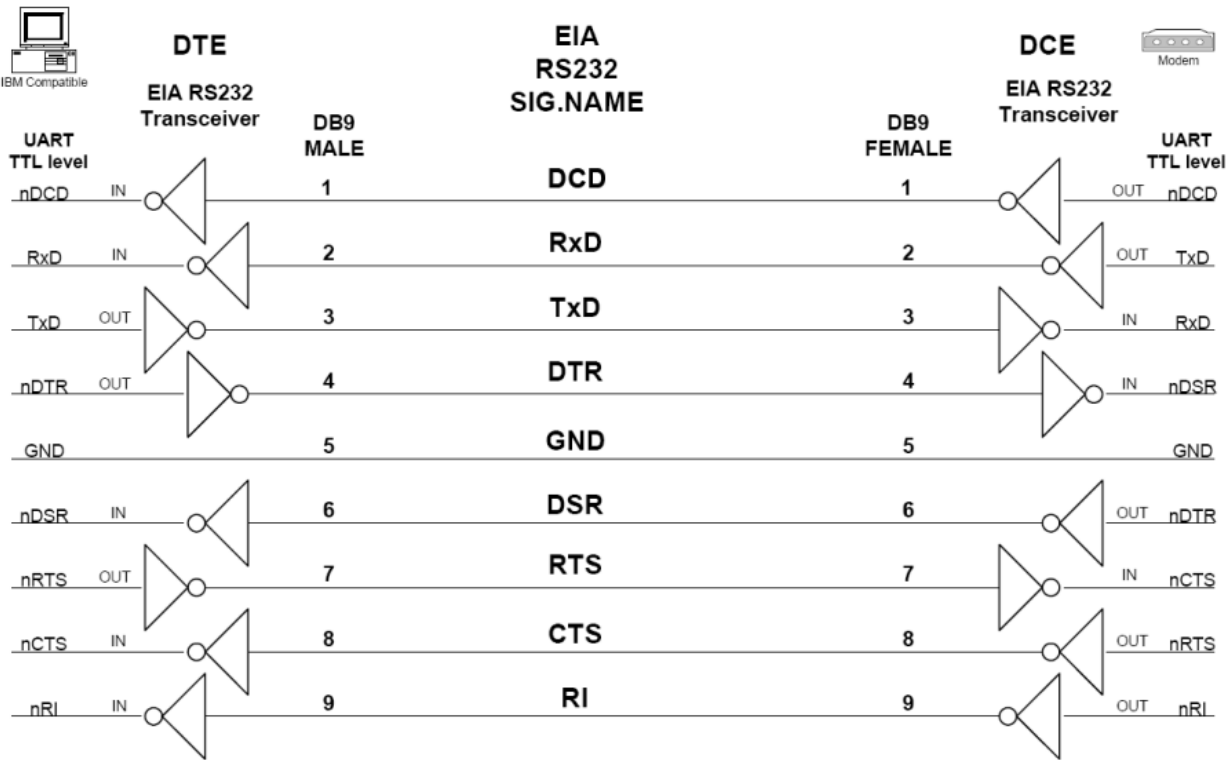 IBM Compatible
DTE
EIA RS232
Transceiver
UART
TTL level
DB9
MALE
EIA
RS232
SIG.NAME
DB9
FEMALE
DCE
EIA RS232
Transceiver
Modem
UART
TTL level
nDCD IN 1 DCD 1 OUT nDCD
RxD IN 2 RxD 2 OUT TxD
TxD OUT 3 TxD 3 IN RxD
nDTR OUT 4 DTR 4 IN nDSR
GND 5 GND 5 GND
nDSR IN 6 DSR 6 OUT nDTR
nRTS OUT 7 RTS 7 IN nCTS
nCTS IN 8 CTS 8 OUT nRTS
nRI IN 9 RI 9 OUT nRI